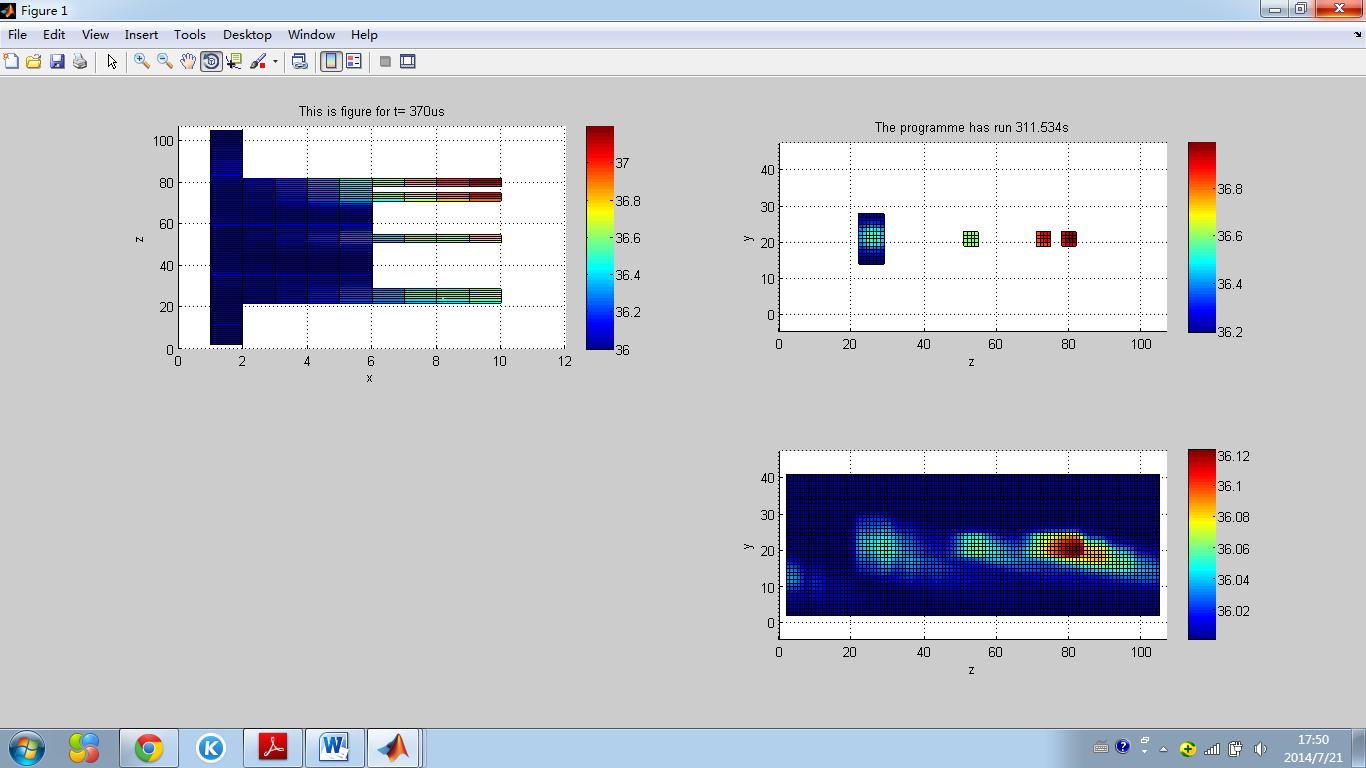 Figure 1
File Edit View Insert Tools Desktop Window Help
This is figure for t= 370us
100
80
60
40
20
0
z
0 2 4 6 8 10 12
x
37
36.8
36.6
36.4
36.2
36
The programme has run 311.534s
40
30
20
10
0
y
0 20 40 60 80 100
z
36.8
36.6
36.4
36.2
40
30
20
10
0
y
0 20 40 60 80 100
z
36.12
36.1
36.08
36.06
36.04
36.02
17:50
2014/7/21